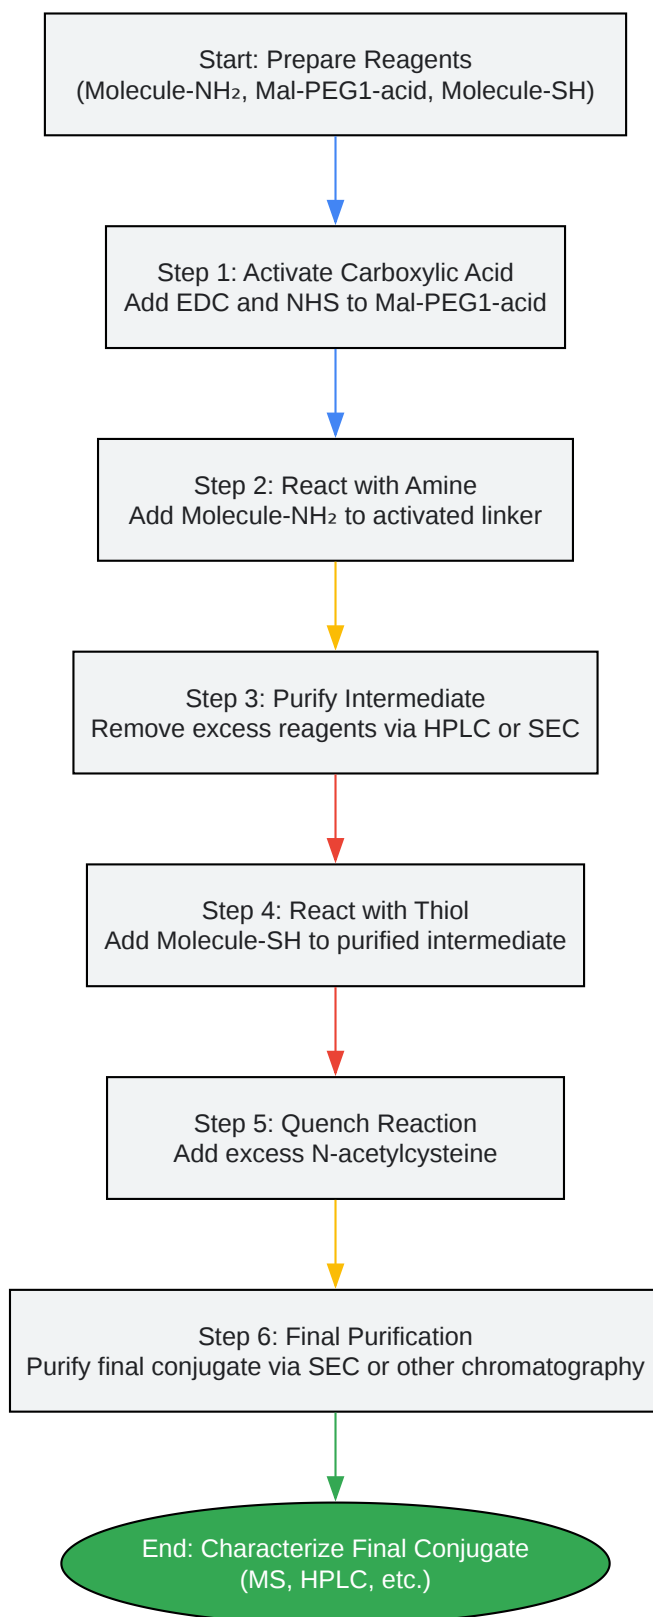 Start: Prepare Reagents
(Molecule-NH₂, Mal-PEG1-acid, Molecule-SH)
Step 1: Activate Carboxylic Acid
Add EDC and NHS to Mal-PEG1-acid
Step 2: React with Amine
Add Molecule-NH₂ to activated linker
Step 3: Purify Intermediate
Remove excess reagents via HPLC or SEC
Step 4: React with Thiol
Add Molecule-SH to purified intermediate
Step 5: Quench Reaction
Add excess N-acetylcysteine
Step 6: Final Purification
Purify final conjugate via SEC or other chromatography
End: Characterize Final Conjugate
(MS, HPLC, etc.)